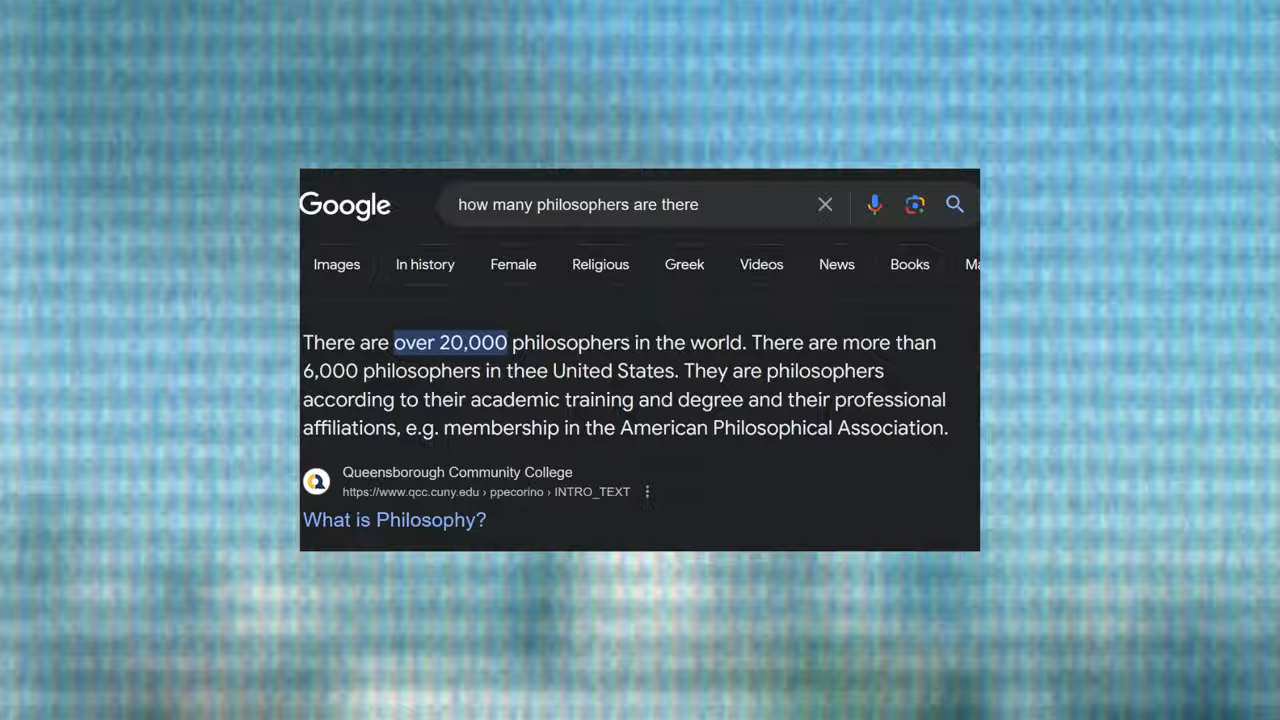 Google how many philosophers are there
Images In history Female Religious Greek Videos News Books Ma
There are over 20,000 philosophers in the world. There are more than
6,000 philosophers in thee United States. They are philosophers
according to their academic training and degree and their professional
affiliations, e.g. membership in the American Philosophical Association.
Queensborough Community College
https://www.qcc.cuny.edu › ppecorino › INTRO_TEXT
What is Philosophy?